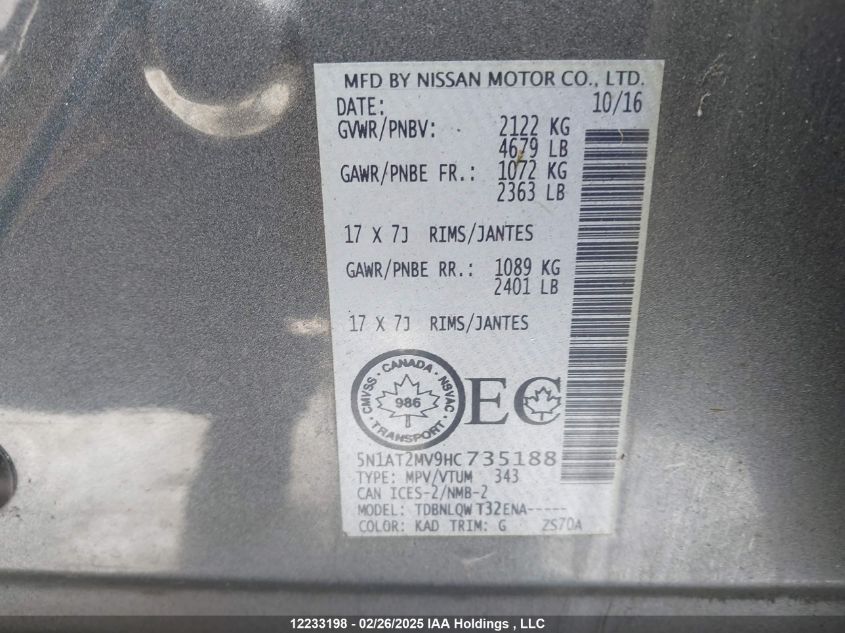 MFD BY NISSAN MOTOR CO., LTD.
DATE: 10/16
GVWR/PNBV: 2122 KG
4679 LB
GAWR/PNBE FR.: 1072 KG
2363 LB
17 X 7J RIMS/JANTES
GAWR/PNBE RR.: 1089 KG
2401 LB
17 X 7J RIMS/JANTES
CMVSS · CANADA · NSVAC
986
· TRANSPORT ·
EC
5N1AT2MV9HC735188
TYPE: MPV/VTUM 343
CAN ICES-2/NMB-2
MODEL: TDBNLQW T32ENA-----
COLOR: KAD TRIM: G ZS70A
12233198 - 02/26/2025 IAA Holdings , LLC